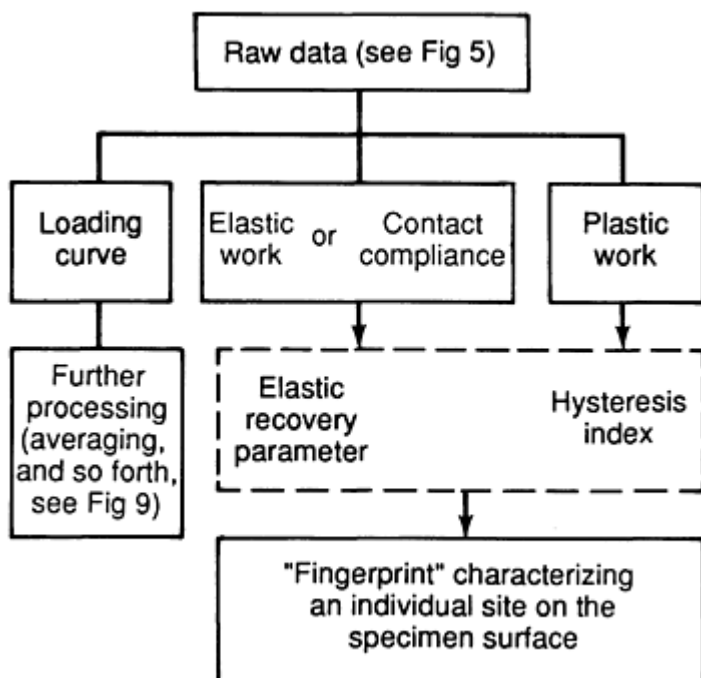 Raw data (see Fig 5)
Loading
curve
Elastic
work
or
Contact
compliance
Plastic
work
Further
processing
(averaging,
and so forth,
see Fig 9)
Elastic
recovery
parameter
Hysteresis
index
"Fingerprint" characterizing
an individual site on the
specimen surface